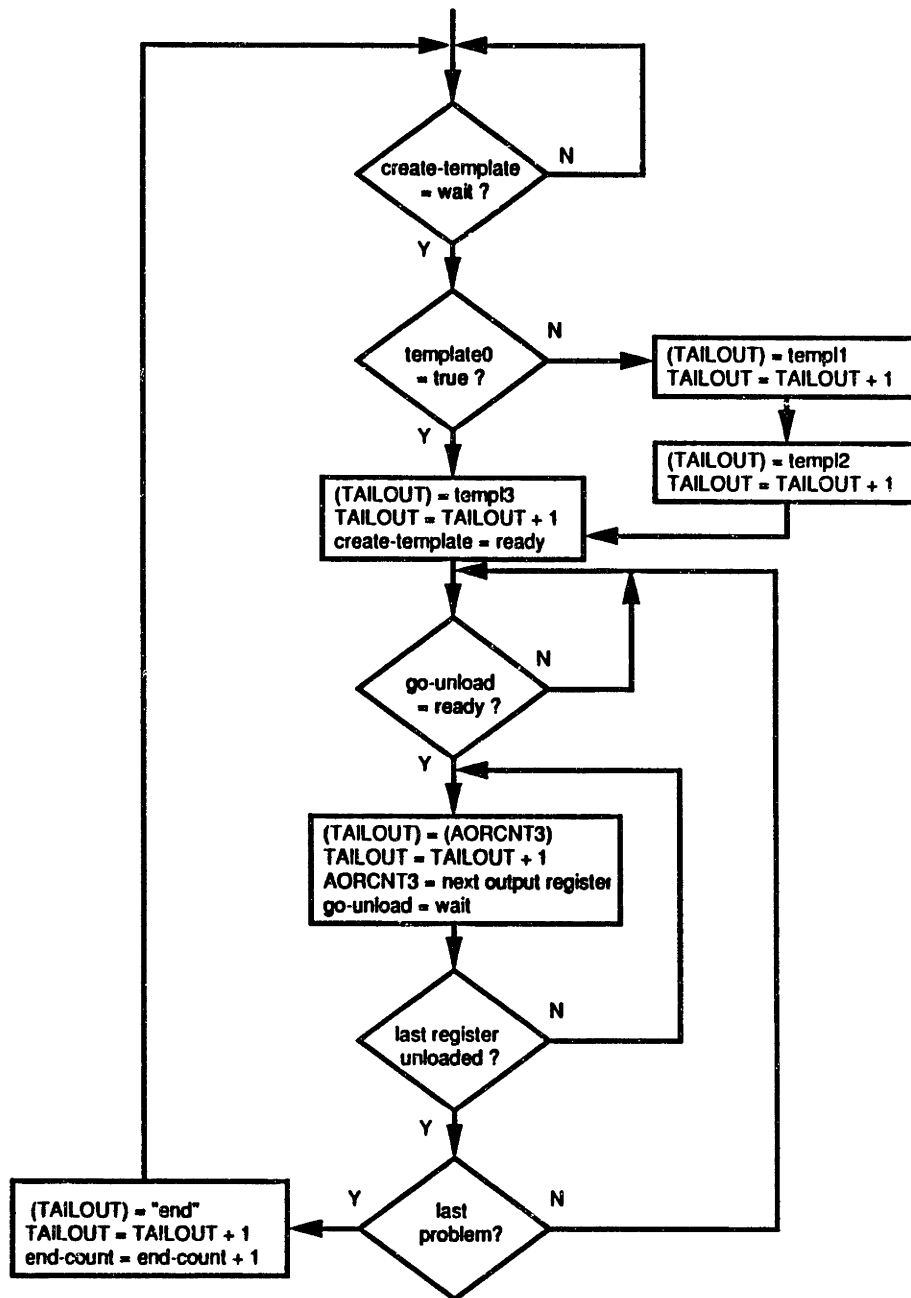 create-template
= wait ?
N
Y
template0
= true ?
N
Y
(TAILOUT) = templ1
TAILOUT = TAILOUT + 1
(TAILOUT) = templ2
TAILOUT = TAILOUT + 1
(TAILOUT) = templ3
TAILOUT = TAILOUT + 1
create-template = ready
go-unload
= ready ?
N
Y
(TAILOUT) = (AORCNT3)
TAILOUT = TAILOUT + 1
AORCNT3 = next output register
go-unload = wait
last register
unloaded ?
N
Y
last
problem?
Y
N
(TAILOUT) = "end"
TAILOUT = TAILOUT + 1
end-count = end-count + 1